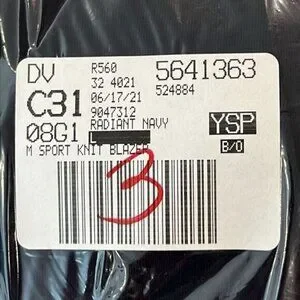 DV R560 5641363
32 4021 524884
C31 06/17/21
9047312
08G1 RADIANT NAVY YSP
M SPORT KNIT BLAZER B/O
3